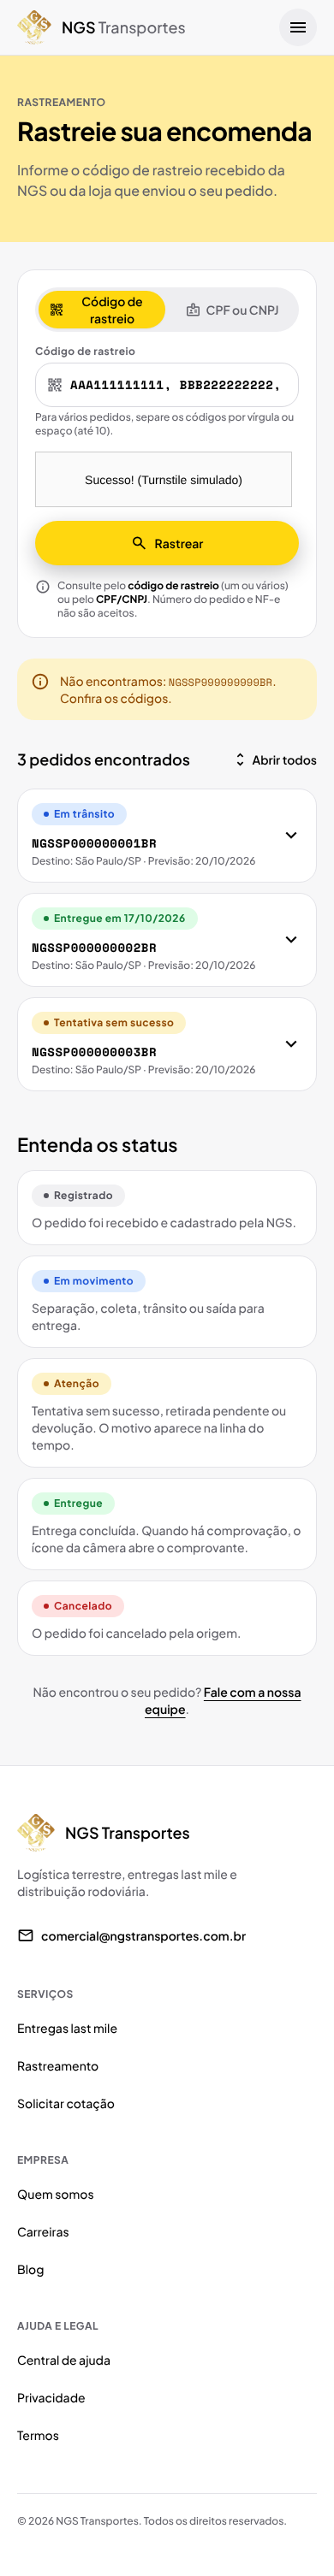 NGS Transportes
RASTREAMENTO
Rastreie sua encomenda
Informe o código de rastreio recebido da
NGS ou da loja que enviou o seu pedido.
Código de
rastreio
CPF ou CNPJ
Código de rastreio
AAA111111111, BBB222222222,
Para vários pedidos, separe os códigos por vírgula ou
espaço (até 10).
Sucesso! (Turnstile simulado)
Rastrear
Consulte pelo código de rastreio (um ou vários)
ou pelo CPF/CNPJ. Número do pedido e NF-e
não são aceitos.
Não encontramos: NGSSP999999999BR.
Confira os códigos.
3 pedidos encontrados
Abrir todos
Em trânsito
NGSSP000000001BR
Destino: São Paulo/SP · Previsão: 20/10/2026
Entregue em 17/10/2026
NGSSP000000002BR
Destino: São Paulo/SP · Previsão: 20/10/2026
Tentativa sem sucesso
NGSSP000000003BR
Destino: São Paulo/SP · Previsão: 20/10/2026
Entenda os status
Registrado
O pedido foi recebido e cadastrado pela NGS.
Em movimento
Separação, coleta, trânsito ou saída para
entrega.
Atenção
Tentativa sem sucesso, retirada pendente ou
devolução. O motivo aparece na linha do
tempo.
Entregue
Entrega concluída. Quando há comprovação, o
ícone da câmera abre o comprovante.
Cancelado
O pedido foi cancelado pela origem.
Não encontrou o seu pedido? Fale com a nossa
equipe.
NGS Transportes
Logística terrestre, entregas last mile e
distribuição rodoviária.
comercial@ngstransportes.com.br
SERVIÇOS
Entregas last mile
Rastreamento
Solicitar cotação
EMPRESA
Quem somos
Carreiras
Blog
AJUDA E LEGAL
Central de ajuda
Privacidade
Termos
© 2026 NGS Transportes. Todos os direitos reservados.